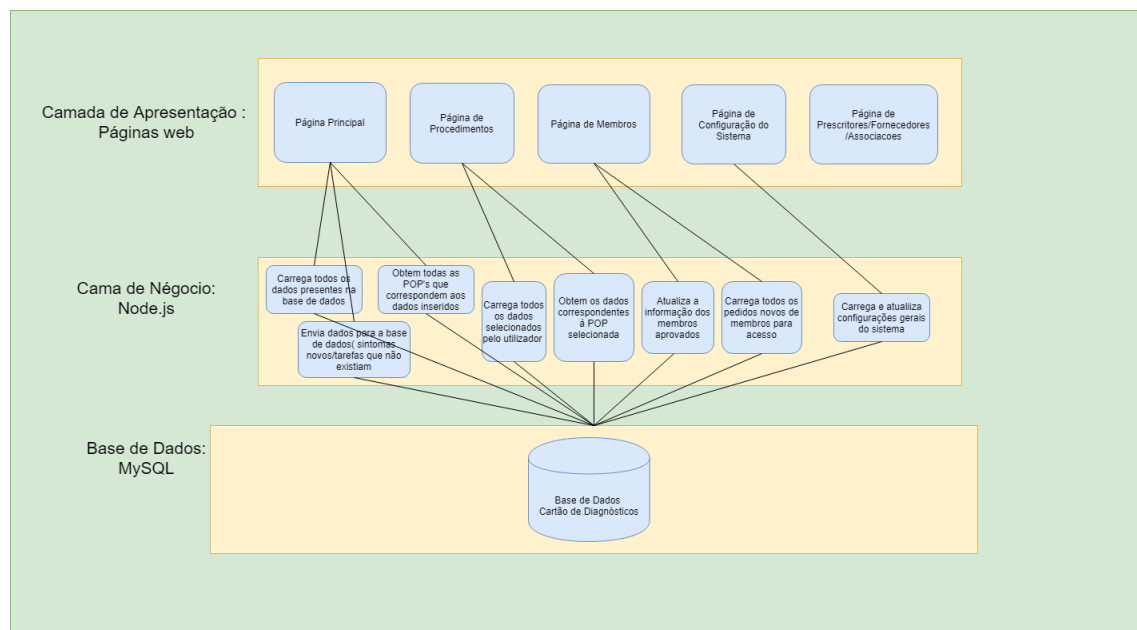 Camada de Apresentação :
Páginas web
Página Principal
Página de
Procedimentos
Página de Membros
Página de
Configuração do
Sistema
Página de
Prescritores/Fornecedores
/Associacoes
Cama de Négocio:
Node.js
Carrega todos os
dados presentes na
base de dados
Envia dados para a base
de dados( sintomas
novos/tarefas que não
existiam
Obtem todas as
POP's que
correspondem aos
dados inseridos
Carrega todos
os dados
selecionados
pelo utilizador
Obtem os dados
correspondentes
á POP
selecionada
Atualiza a
informação dos
membros
aprovados
Carrega todos os
pedidos novos de
membros para
acesso
Carrega e atualiiza
configurações gerais
do sistema
Base de Dados:
MySQL
Base de Dados
Cartão de Diagnósticos